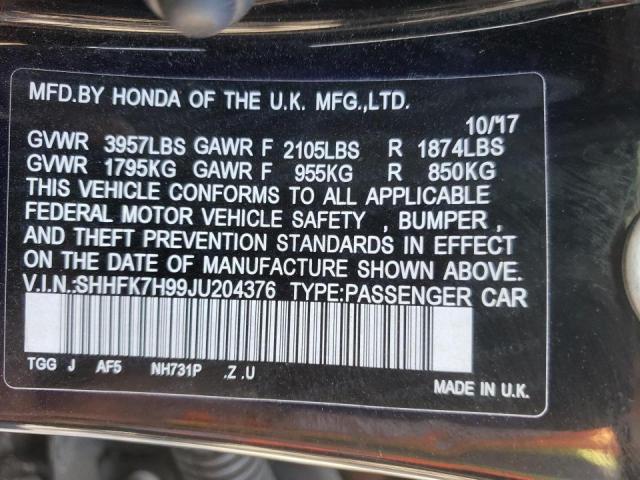 MFD.BY HONDA OF THE U.K. MFG.,LTD.
10/17
GVWR 3957LBS GAWR F 2105LBS R 1874LBS
GVWR 1795KG GAWR F 955KG R 850KG
THIS VEHICLE CONFORMS TO ALL APPLICABLE
FEDERAL MOTOR VEHICLE SAFETY , BUMPER ,
AND THEFT PREVENTION STANDARDS IN EFFECT
ON THE DATE OF MANUFACTURE SHOWN ABOVE.
V.I.N.:SHHFK7H99JU204376 TYPE:PASSENGER CAR
TGG J AF5 NH731P .Z .U
MADE IN U.K.